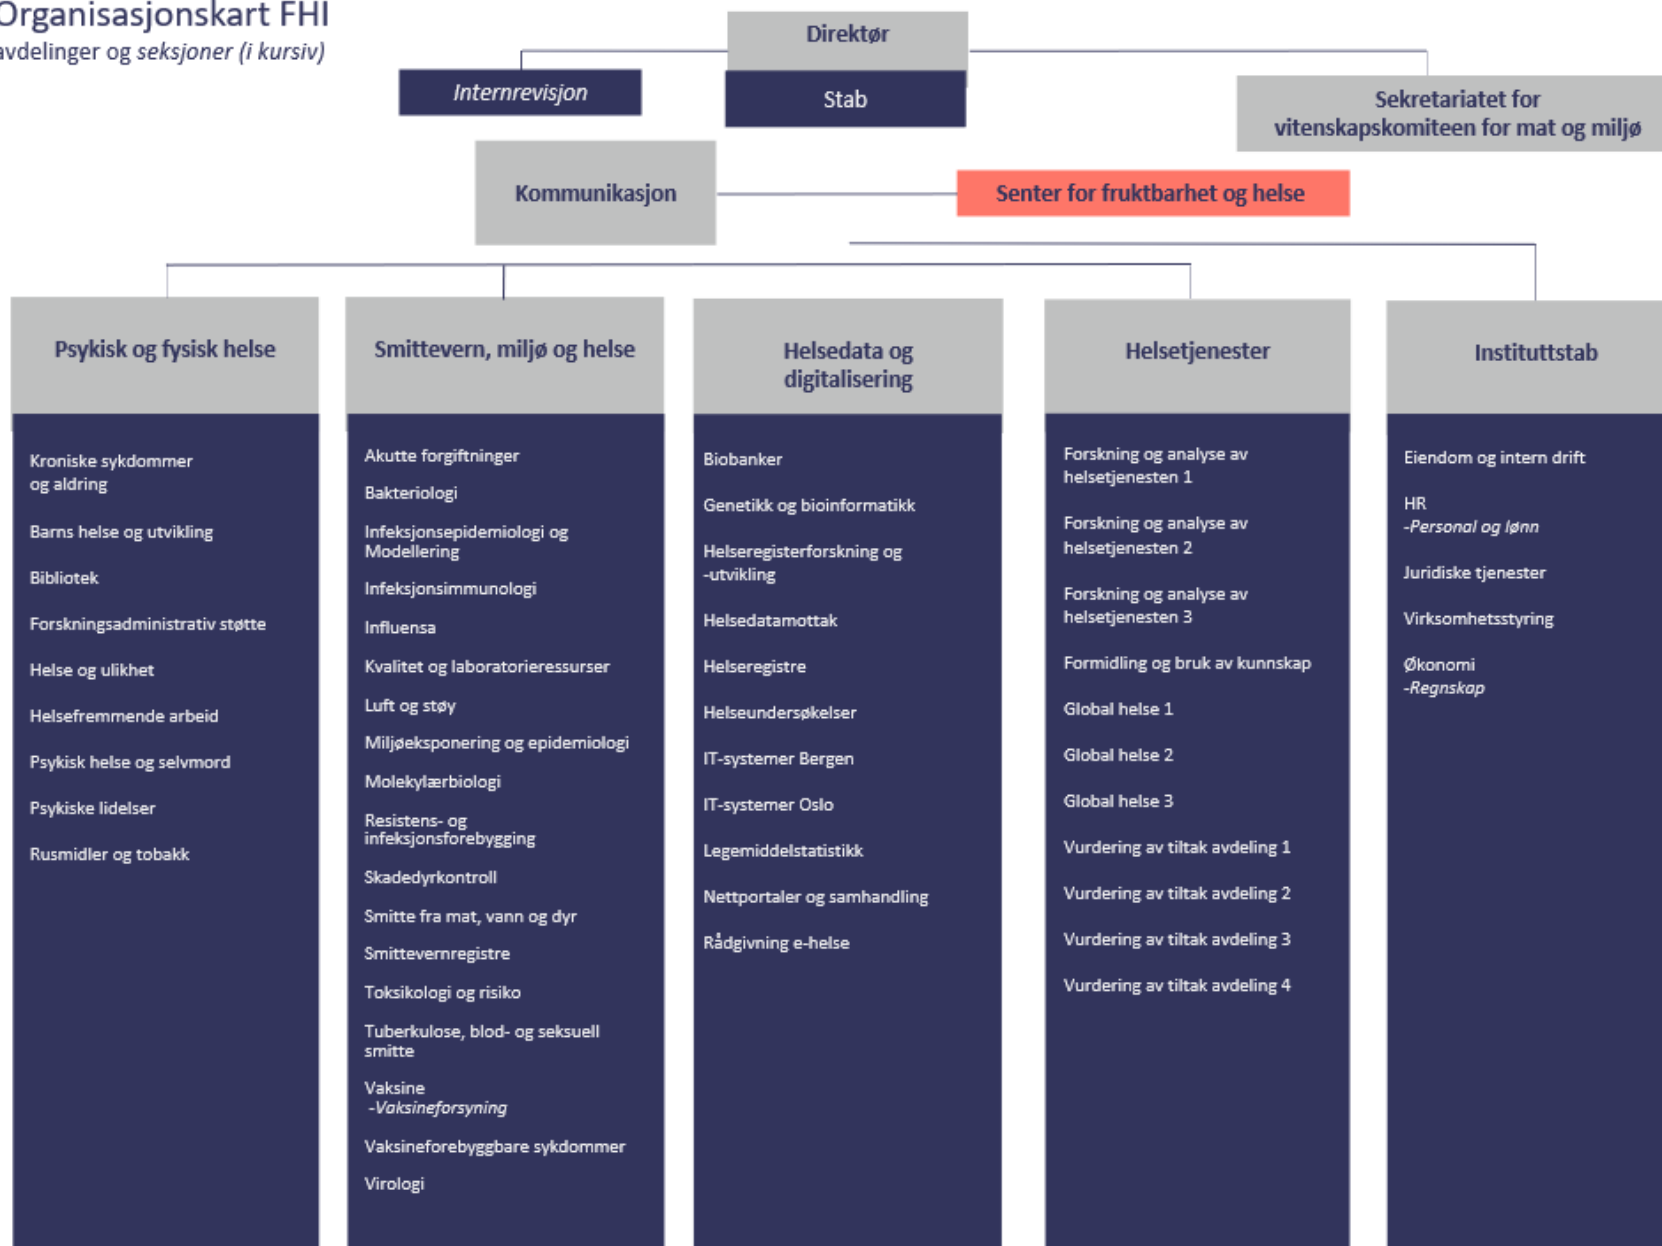 Organisasjonskart FHI
avdelinger og seksjoner (i kursiv)
Direktør
Internrevisjon
Stab
Sekretariatet for
vitenskapskomiteen for mat og miljø
Kommunikasjon
Senter for fruktbarhet og helse
Psykisk og fysisk helse
Kroniske sykdommer
og aldring
Barns helse og utvikling
Bibliotek
Forskningsadministrativ støtte
Helse og ulikhet
Helsefremmende arbeid
Psykisk helse og selvmord
Psykiske lidelser
Rusmidler og tobakk
Smittevern, miljø og helse
Akutte forgiftninger
Bakteriologi
Infeksjonsepidemiologi og
Modellering
Infeksjonsimmunologi
Influensa
Kvalitet og laboratorieressurser
Luft og støy
Miljøeksponering og epidemiologi
Molekylærbiologi
Resistens- og
infeksjonsforebygging
Skadedyrkontroll
Smitte fra mat, vann og dyr
Smittevernregistre
Toksikologi og risiko
Tuberkulose, blod- og seksuell
smitte
Vaksine
-Vaksineforsyning
Vaksineforebyggbare sykdommer
Virologi
Helsedata og
digitalisering
Biobanker
Genetikk og bioinformatikk
Helseregisterforskning og
-utvikling
Helsedatamottak
Helseregistre
Helseundersøkelser
IT-systemer Bergen
IT-systemer Oslo
Legemiddelstatistikk
Nettportaler og samhandling
Rådgivning e-helse
Helsetjenester
Forskning og analyse av
helsetjenesten 1
Forskning og analyse av
helsetjenesten 2
Forskning og analyse av
helsetjenesten 3
Formidling og bruk av kunnskap
Global helse 1
Global helse 2
Global helse 3
Vurdering av tiltak avdeling 1
Vurdering av tiltak avdeling 2
Vurdering av tiltak avdeling 3
Vurdering av tiltak avdeling 4
Instituttstab
Eiendom og intern drift
HR
-Personal og lønn
Juridiske tjenester
Virksomhetsstyring
Økonomi
-Regnskap